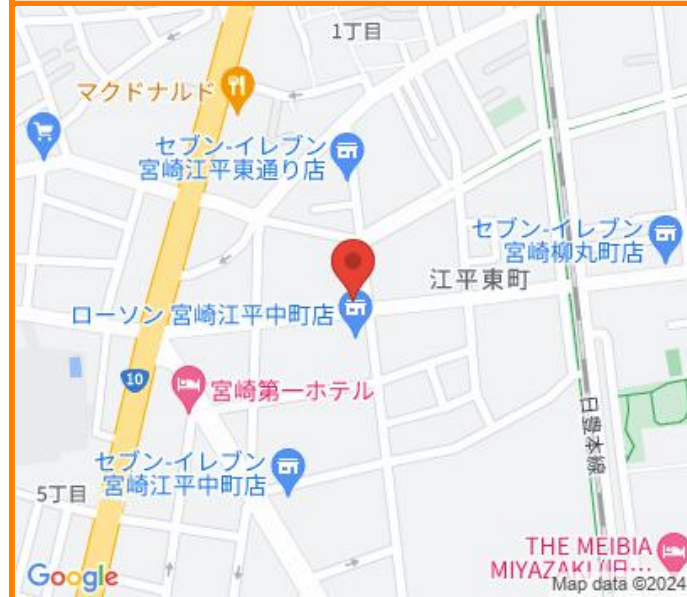 1丁目
マクドナルド
セブン-イレブン
宮崎江平東通り店
セブン-イレブン
宮崎柳丸町店
江平東町
ローソン 宮崎江平中町店
10
宮崎第一ホテル
日豊本線
セブン-イレブン
宮崎江平中町店
5丁目
THE MEIBIA
MIYAZAKI
Google
Map data ©2024